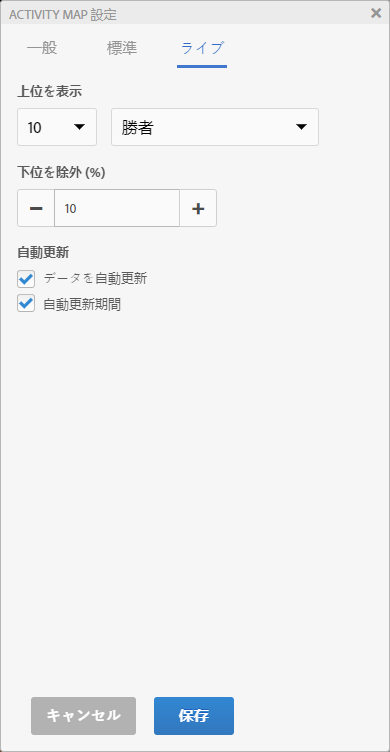 ACTIVITY MAP 設定
一般 標準 ライブ
上位を表示
10 勝者
下位を除外 (%)
10
自動更新
データを自動更新
自動更新期間
キャンセル 保存